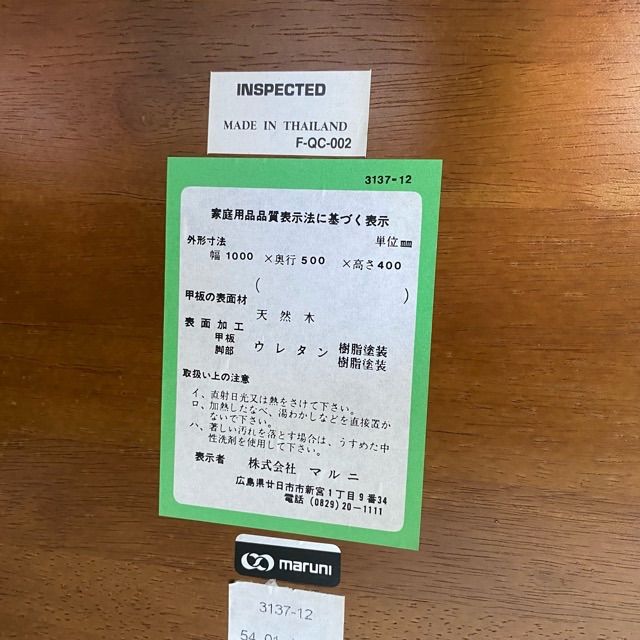 INSPECTED
MADE IN THAILAND
F-QC-002
3137-12
家庭用品品質表示法に基づく表示
外形寸法 単位㎜
幅 1000 ×奥行 500 ×高さ 400
( )
甲板の表面材
天然木
表面加工
甲板 ウレタン 樹脂塗装
脚部 樹脂塗装
取扱い上の注意
イ、直射日光又は熱をさけて下さい。
ロ、加熱したなべ、湯わかしなどを直接置か
ないで下さい。
ハ、著しい汚れを落とす場合は、うすめた中
性洗剤を使用して下さい。
表示者 株式会社 マルニ
広島県廿日市市新宮1丁目9番34
電話 (0829) 20-1111
maruni
3137-12
54 01